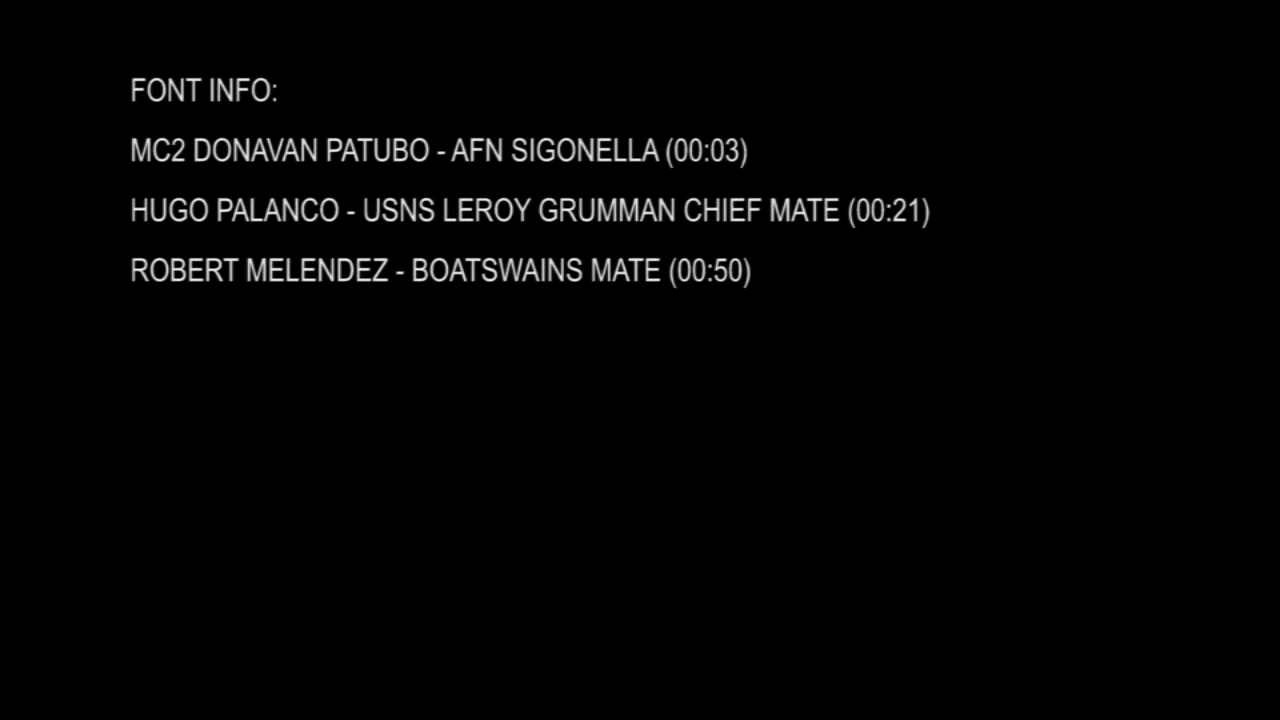 FONT INFO:
MC2 DONAVAN PATUBO - AFN SIGONELLA (00:03)
HUGO PALANCO - USNS LEROY GRUMMAN CHIEF MATE (00:21)
ROBERT MELENDEZ - BOATSWAINS MATE (00:50)